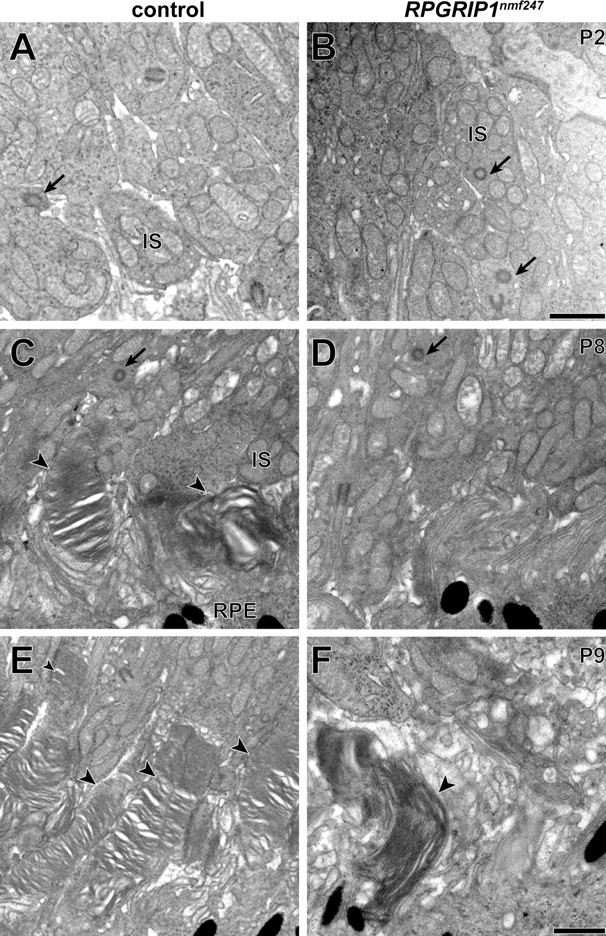 control RPGRIP1nmf247
A B P2
IS IS
C D P8
IS
RPE
E F P9